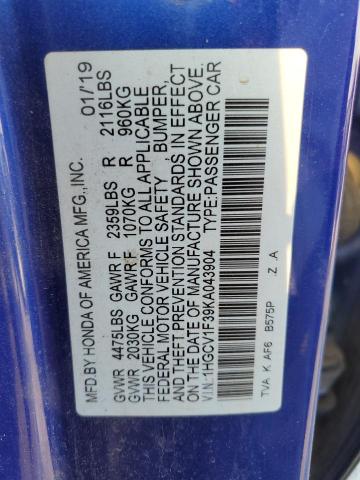 MFD.BY HONDA OF AMERICA MFG.,INC. 01/'19
GVWR 4475LBS GAWR F 2359LBS R 2116LBS
GVWR 2030KG GAWR F 1070KG R 960KG
THIS VEHICLE CONFORMS TO ALL APPLICABLE
FEDERAL MOTOR VEHICLE SAFETY, BUMPER,
AND THEFT PREVENTION STANDARDS IN EFFECT
ON THE DATE OF MANUFACTURE SHOWN ABOVE.
V.I.N:1HGCV1F39KA043904 TYPE:PASSENGER CAR
Z A
TVA K AF6 B575P